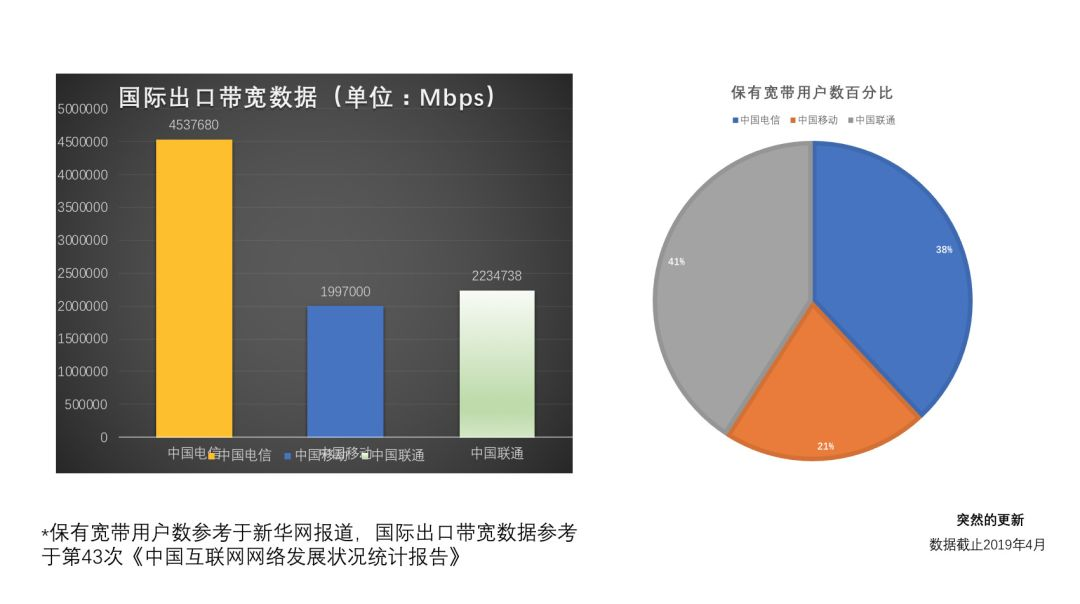 国际出口带宽数据（单位：Mbps）
5000000
4500000
4000000
3500000
3000000
2500000
2000000
1500000
1000000
500000
0
4537680
1997000
2234738
中国电信 中国移动 中国联通
中国电信 中国移动 中国联通
保有宽带用户数百分比
中国电信 中国移动 中国联通
38%
41%
21%
*保有宽带用户数参考于新华网报道，国际出口带宽数据参考
于第43次《中国互联网网络发展状况统计报告》
突然的更新
数据截止2019年4月